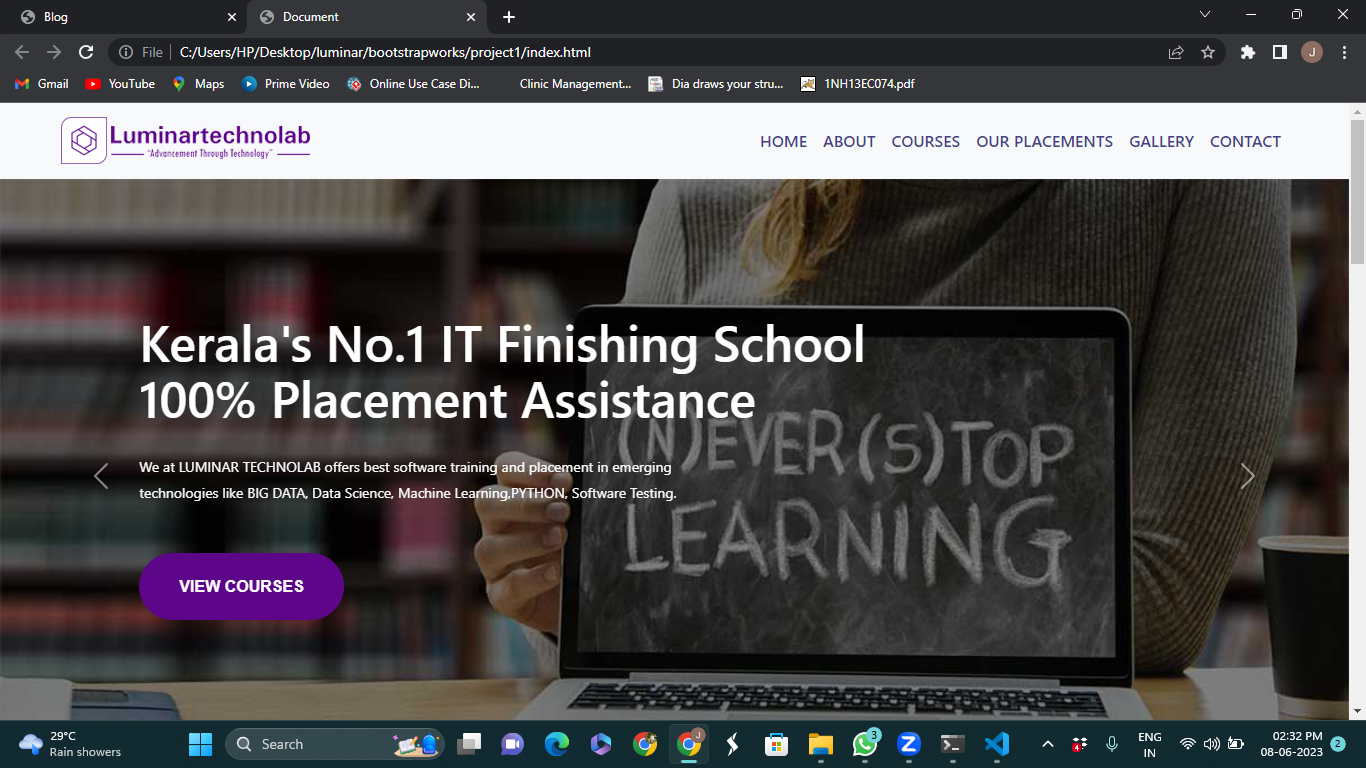 Blog
Document
File
C:/Users/HP/Desktop/luminar/bootstrapworks/project1/index.html
J
Gmail
YouTube
Maps
Prime Video
Online Use Case Di...
Clinic Management...
Dia draws your stru...
1NH13EC074.pdf
Luminartechnolab
"Advancement Through Technology"
HOME
ABOUT
COURSES
OUR PLACEMENTS
GALLERY
CONTACT
Kerala's No.1 IT Finishing School
100% Placement Assistance
(N)EVER (S)TOP
LEARNING
We at LUMINAR TECHNOLAB offers best software training and placement in emerging
technologies like BIG DATA, Data Science, Machine Learning,PYTHON, Software Testing.
VIEW COURSES
29°C
Rain showers
Search
J
3
4
ENG
IN
02:32 PM
08-06-2023
2